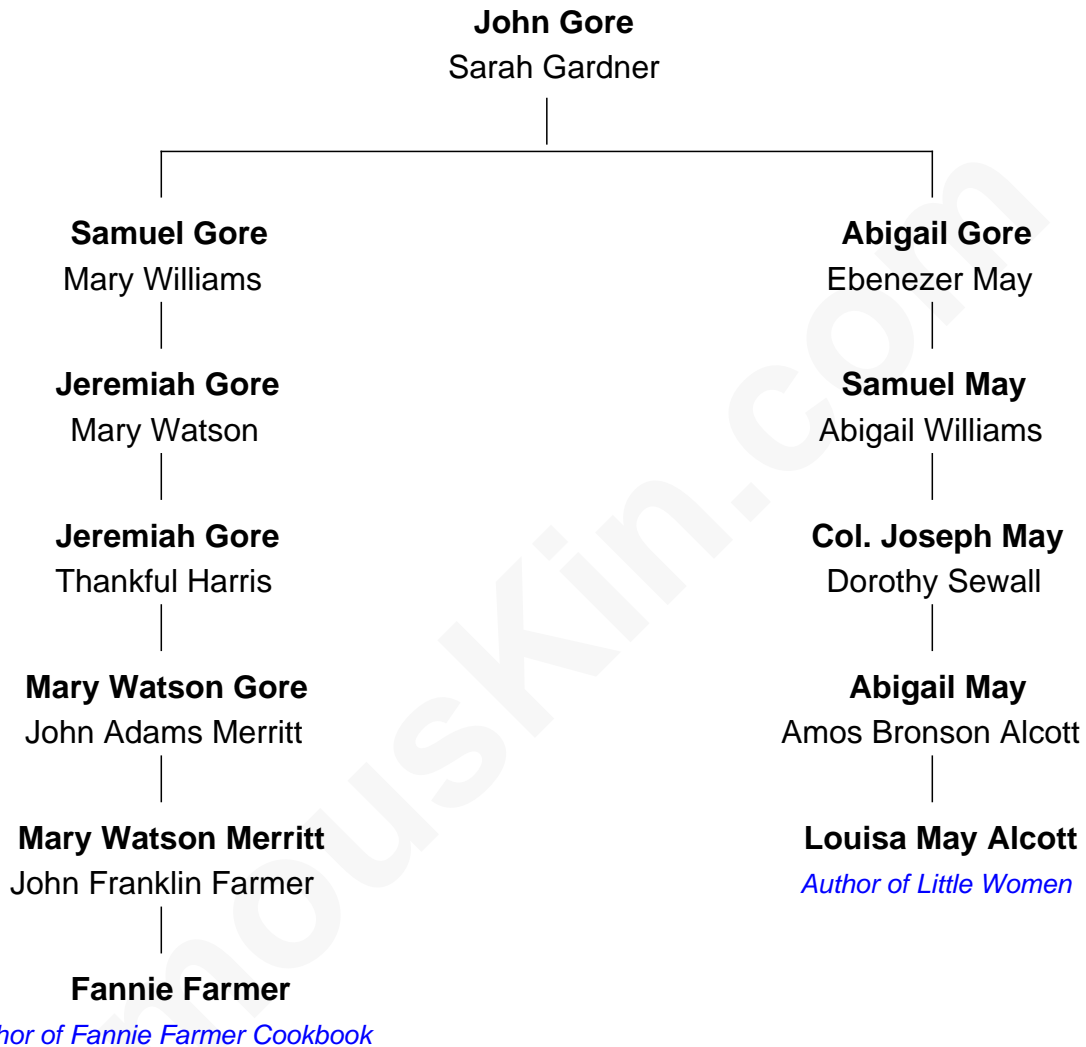 John Gore
Sarah Gardner
Samuel Gore
Mary Williams
Abigail Gore
Ebenezer May
Jeremiah Gore
Mary Watson
Samuel May
Abigail Williams
Jeremiah Gore
Thankful Harris
Col. Joseph May
Dorothy Sewall
Mary Watson Gore
John Adams Merritt
Abigail May
Amos Bronson Alcott
Mary Watson Merritt
John Franklin Farmer
Louisa May Alcott
Author of Little Women
Fannie Farmer
hor of Fannie Farmer Cookbook
mousKin.com